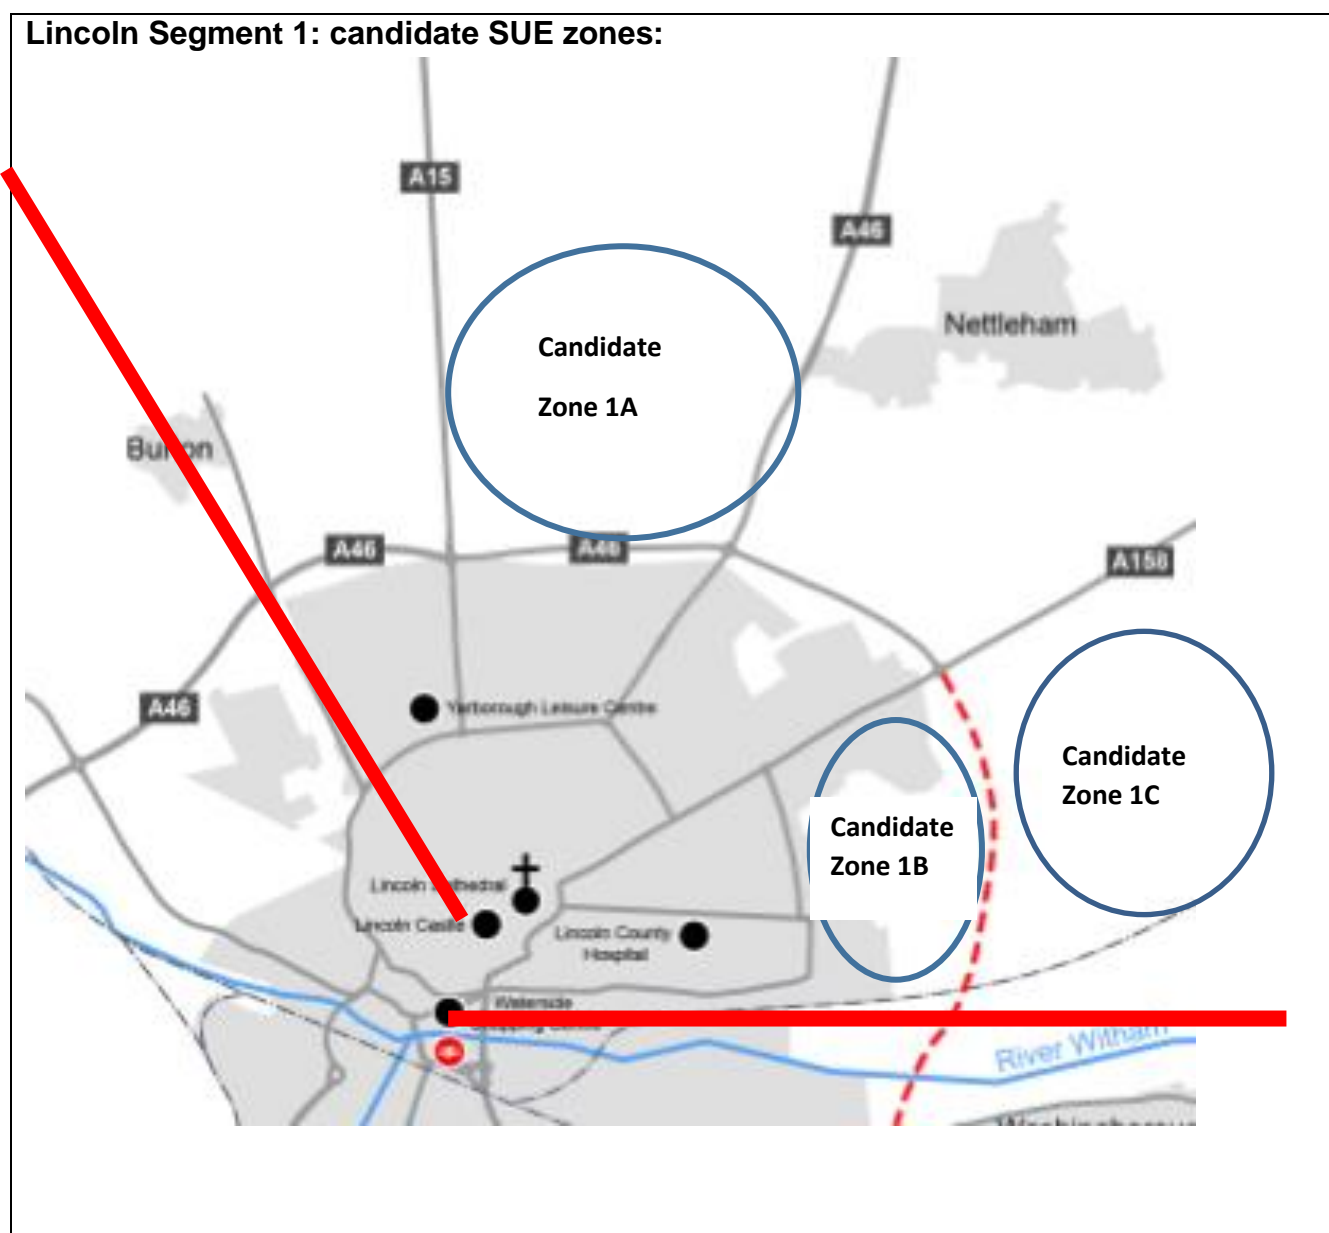 Lincoln Segment 1: candidate SUE zones:
A15
A46
Nettleham
Candidate
Zone 1A
A46
A46
A158
A46
Yarborough Leisure Centre
Candidate
Zone 1C
Candidate
Zone 1B
Lincoln
Lincoln Castle
Lincoln County
Hospital
Waterside
River Witham